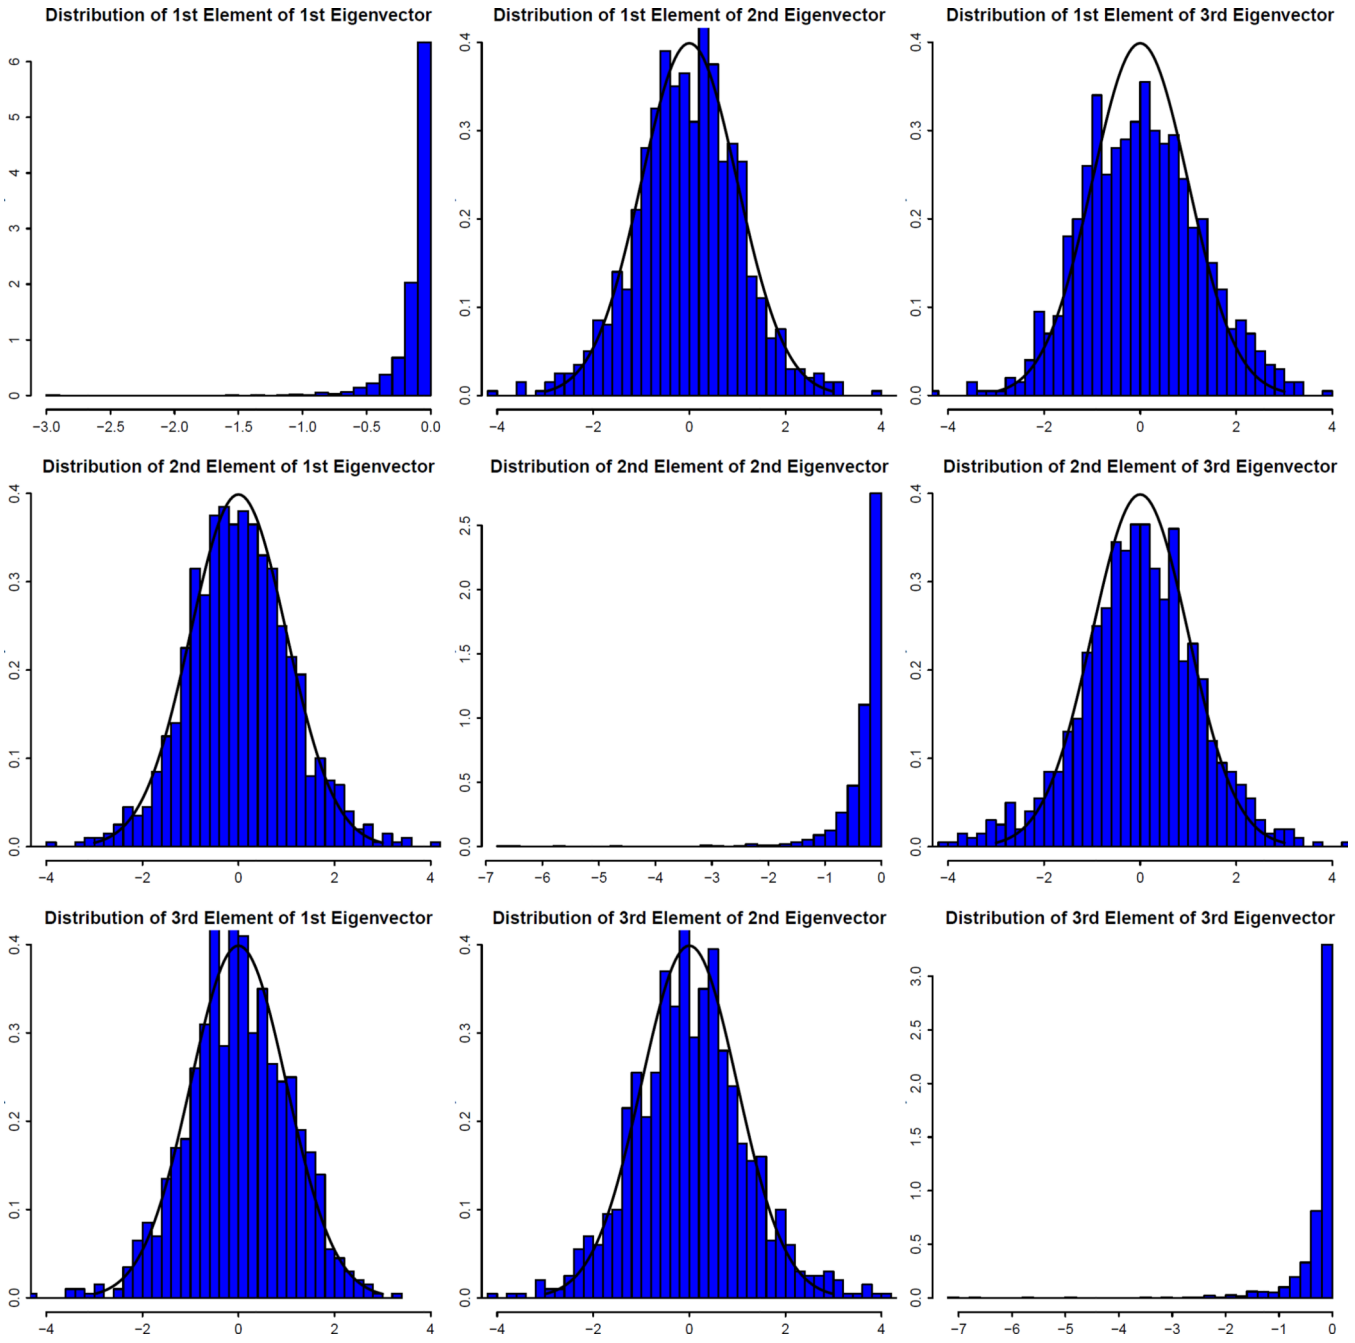 Distribution of 1st Element of 1st Eigenvector
0 1 2 3 4 5 6
−3.0 −2.5 −2.0 −1.5 −1.0 −0.5 0.0
Distribution of 1st Element of 2nd Eigenvector
0.0 0.1 0.2 0.3 0.4
−4 −2 0 2 4
Distribution of 1st Element of 3rd Eigenvector
0.0 0.1 0.2 0.3 0.4
−4 −2 0 2 4
Distribution of 2nd Element of 1st Eigenvector
0.0 0.1 0.2 0.3 0.4
−4 −2 0 2 4
Distribution of 2nd Element of 2nd Eigenvector
0.0 0.5 1.0 1.5 2.0 2.5
−7 −6 −5 −4 −3 −2 −1 0
Distribution of 2nd Element of 3rd Eigenvector
0.0 0.1 0.2 0.3 0.4
−4 −2 0 2 4
Distribution of 3rd Element of 1st Eigenvector
0.0 0.1 0.2 0.3 0.4
−4 −2 0 2 4
Distribution of 3rd Element of 2nd Eigenvector
0.0 0.1 0.2 0.3 0.4
−4 −2 0 2 4
Distribution of 3rd Element of 3rd Eigenvector
0.0 0.5 1.0 1.5 2.0 2.5 3.0
−7 −6 −5 −4 −3 −2 −1 0